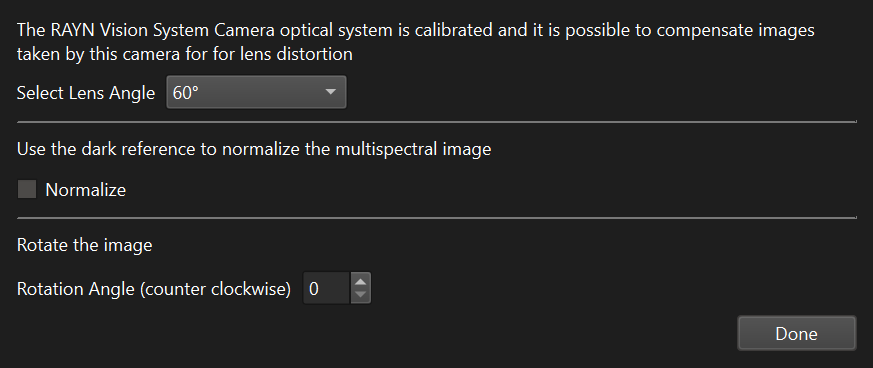 The RAYN Vision System Camera optical system is calibrated and it is possible to compensate images
taken by this camera for for lens distortion
Select Lens Angle 60°
Use the dark reference to normalize the multispectral image
Normalize
Rotate the image
Rotation Angle (counter clockwise) 0
Done